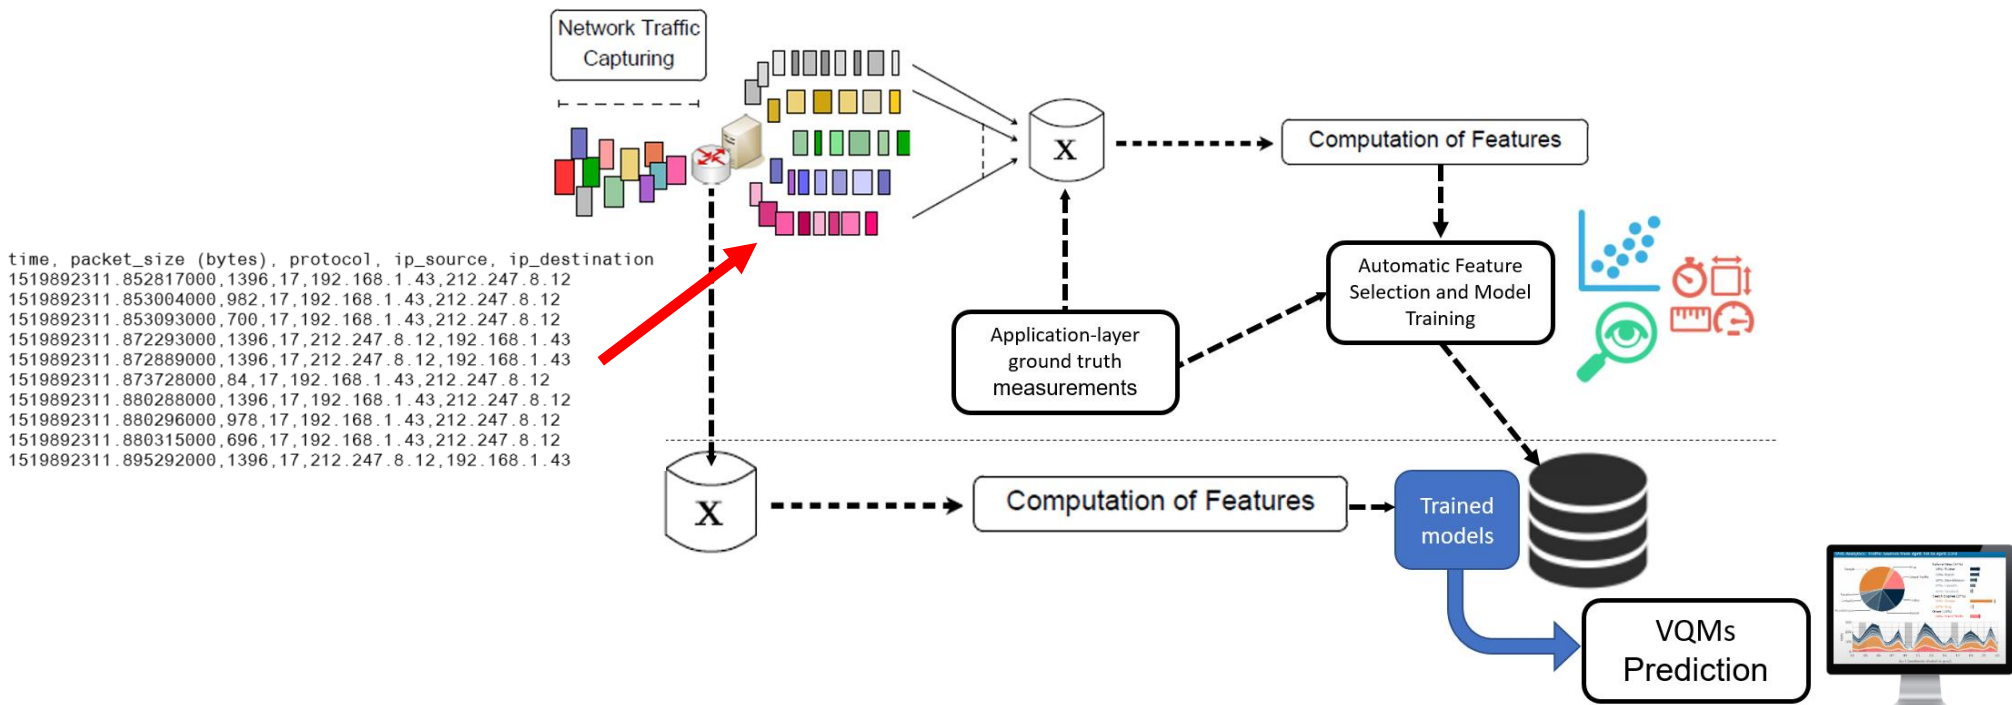 Network Traffic
Capturing
X
Computation of Features
time, packet_size (bytes), protocol, ip_source, ip_destination
1519892311.852817000,1396,17,192.168.1.43,212.247.8.12
1519892311.853004000,982,17,192.168.1.43,212.247.8.12
1519892311.853093000,700,17,192.168.1.43,212.247.8.12
1519892311.872293000,1396,17,212.247.8.12,192.168.1.43
1519892311.872889000,1396,17,212.247.8.12,192.168.1.43
1519892311.873728000,84,17,192.168.1.43,212.247.8.12
1519892311.880288000,1396,17,192.168.1.43,212.247.8.12
1519892311.880296000,978,17,192.168.1.43,212.247.8.12
1519892311.880315000,696,17,192.168.1.43,212.247.8.12
1519892311.895292000,1396,17,212.247.8.12,192.168.1.43
Automatic Feature
Selection and Model
Training
Application-layer
ground truth
measurements
X
Computation of Features
Trained
models
VQMs
Prediction